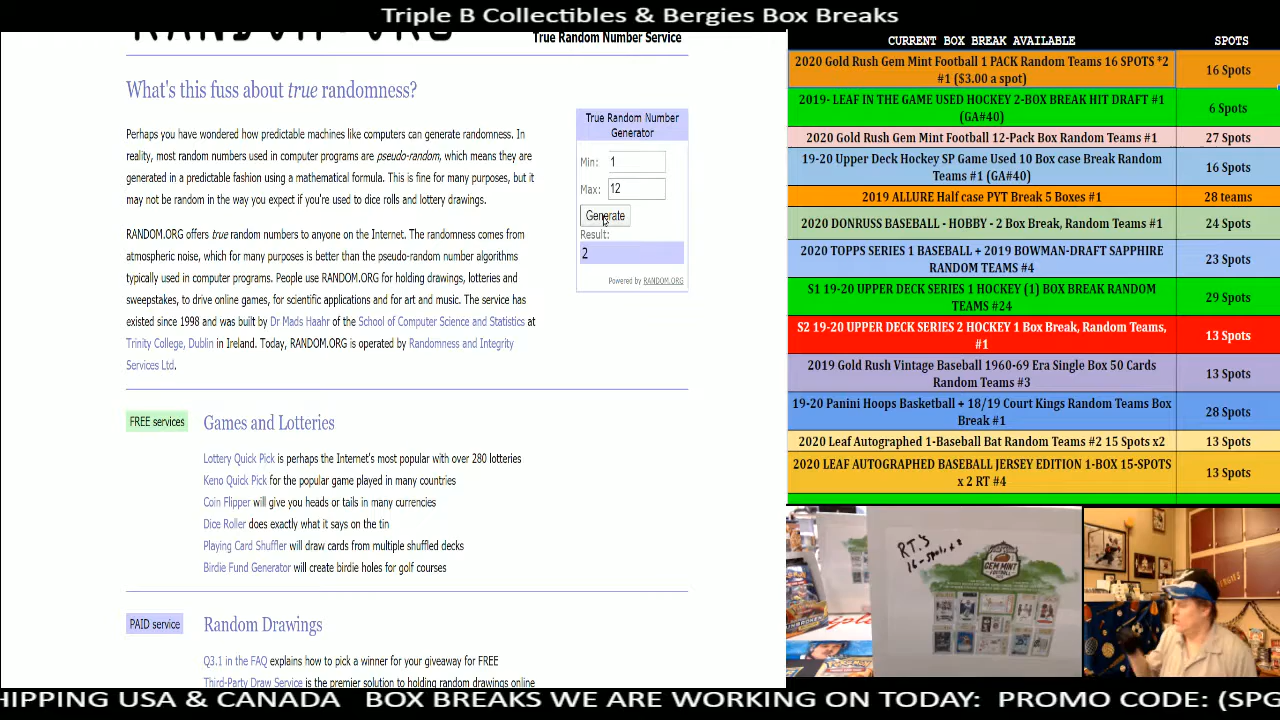 Triple B Collectibles & Bergies Box Breaks
True Random Number Service
What's this fuss about true randomness?
Perhaps you have wondered how predictable machines like computers can generate randomness. In
reality, most random numbers used in computer programs are pseudo-random, which means they are
generated in a predictable fashion using a mathematical formula. This is fine for many purposes, but it
may not be random in the way you expect if you're used to dice rolls and lottery drawings.
RANDOM.ORG offers true random numbers to anyone on the Internet. The randomness comes from
atmospheric noise, which for many purposes is better than the pseudo-random number algorithms
typically used in computer programs. People use RANDOM.ORG for holding drawings, lotteries and
sweepstakes, to drive online games, for scientific applications and for art and music. The service has
existed since 1998 and was built by Dr Mads Haahr of the School of Computer Science and Statistics at
Trinity College, Dublin in Ireland. Today, RANDOM.ORG is operated by Randomness and Integrity
Services Ltd.
True Random Number
Generator
Min: 1
Max: 12
Generate
Result:
2
Powered by RANDOM.ORG
FREE services
Games and Lotteries
Lottery Quick Pick is perhaps the Internet's most popular with over 280 lotteries
Keno Quick Pick for the popular game played in many countries
Coin Flipper will give you heads or tails in many currencies
Dice Roller does exactly what it says on the tin
Playing Card Shuffler will draw cards from multiple shuffled decks
Birdie Fund Generator will create birdie holes for golf courses
PAID service
Random Drawings
Q3.1 in the FAQ explains how to pick a winner for your giveaway for FREE
Third-Party Draw Service is the premier solution to holding random drawings online
CURRENT BOX BREAK AVAILABLE SPOTS
2020 Gold Rush Gem Mint Football 1 PACK Random Teams 16 SPOTS *2
#1 ($3.00 a spot)
16 Spots
2019- LEAF IN THE GAME USED HOCKEY 2-BOX BREAK HIT DRAFT #1
(GA#40)
6 Spots
2020 Gold Rush Gem Mint Football 12-Pack Box Random Teams #1
27 Spots
19-20 Upper Deck Hockey SP Game Used 10 Box case Break Random
Teams #1 (GA#40)
16 Spots
2019 ALLURE Half case PYT Break 5 Boxes #1
28 teams
2020 DONRUSS BASEBALL - HOBBY - 2 Box Break, Random Teams #1
24 Spots
2020 TOPPS SERIES 1 BASEBALL + 2019 BOWMAN-DRAFT SAPPHIRE
RANDOM TEAMS #4
23 Spots
S1 19-20 UPPER DECK SERIES 1 HOCKEY (1) BOX BREAK RANDOM
TEAMS #24
29 Spots
S2 19-20 UPPER DECK SERIES 2 HOCKEY 1 Box Break, Random Teams,
#1
13 Spots
2019 Gold Rush Vintage Baseball 1960-69 Era Single Box 50 Cards
Random Teams #3
13 Spots
19-20 Panini Hoops Basketball + 18/19 Court Kings Random Teams Box
Break #1
28 Spots
2020 Leaf Autographed 1-Baseball Bat Random Teams #2 15 Spots x2
13 Spots
2020 LEAF AUTOGRAPHED BASEBALL JERSEY EDITION 1-BOX 15-SPOTS
x 2 RT #4
13 Spots
R.T.'s
16-spots x 2
GEM MINT
FOOTBALL
HIPPING USA & CANADA BOX BREAKS WE ARE WORKING ON TODAY: PROMO CODE: (SPG